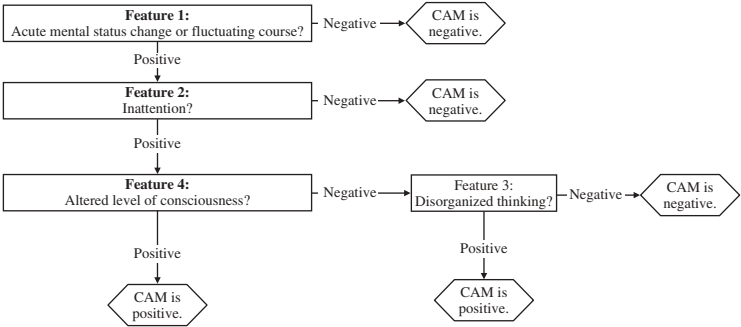 Feature 1:
Acute mental status change or fluctuating course?
Negative
CAM is
negative.
Positive
Feature 2:
Inattention?
Negative
CAM is
negative.
Positive
Feature 4:
Altered level of consciousness?
Negative
Feature 3:
Disorganized thinking?
Negative
CAM is
negative.
Positive
Positive
CAM is
positive.
CAM is
positive.